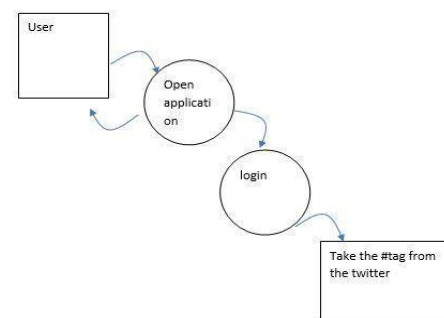 User
Open
applicati
on
login
Take the #tag from
the twitter